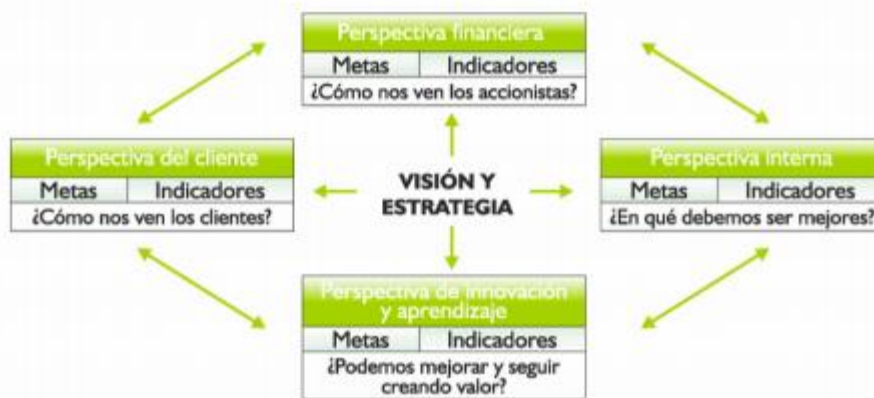 Perspectiva financiera
Metas Indicadores
¿Cómo nos ven los accionistas?
Perspectiva del cliente
Metas Indicadores
¿Cómo nos ven los clientes?
VISIÓN Y
ESTRATEGIA
Perspectiva interna
Metas Indicadores
¿En qué debemos ser mejores?
Perspectiva de innovación
y aprendizaje
Metas Indicadores
¿Podemos mejorar y seguir
creando valor?